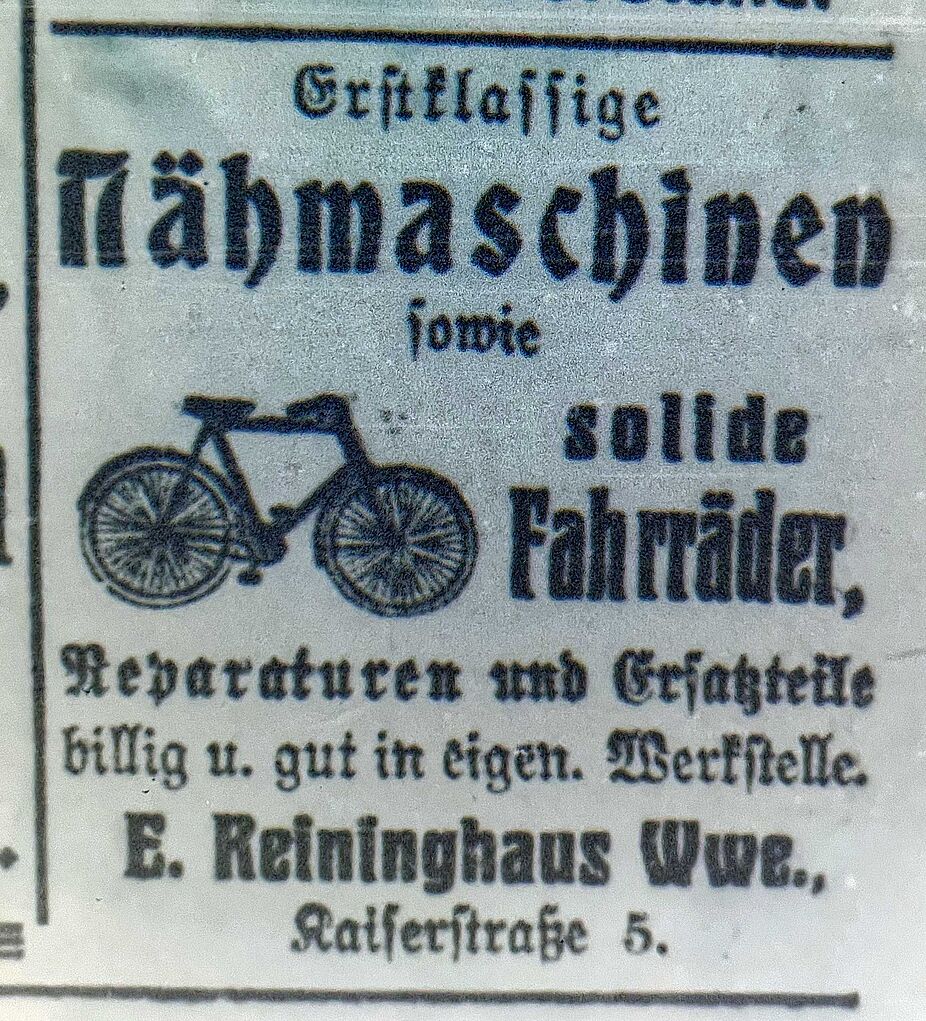 Erstklassige
Nähmaschinen
sowie
solide
Fahrräder,
Reparaturen und Ersatzteile
billig u. gut in eigen. Werkstelle.
E. Reininghaus Wwe.,
Kaiserstraße 5.